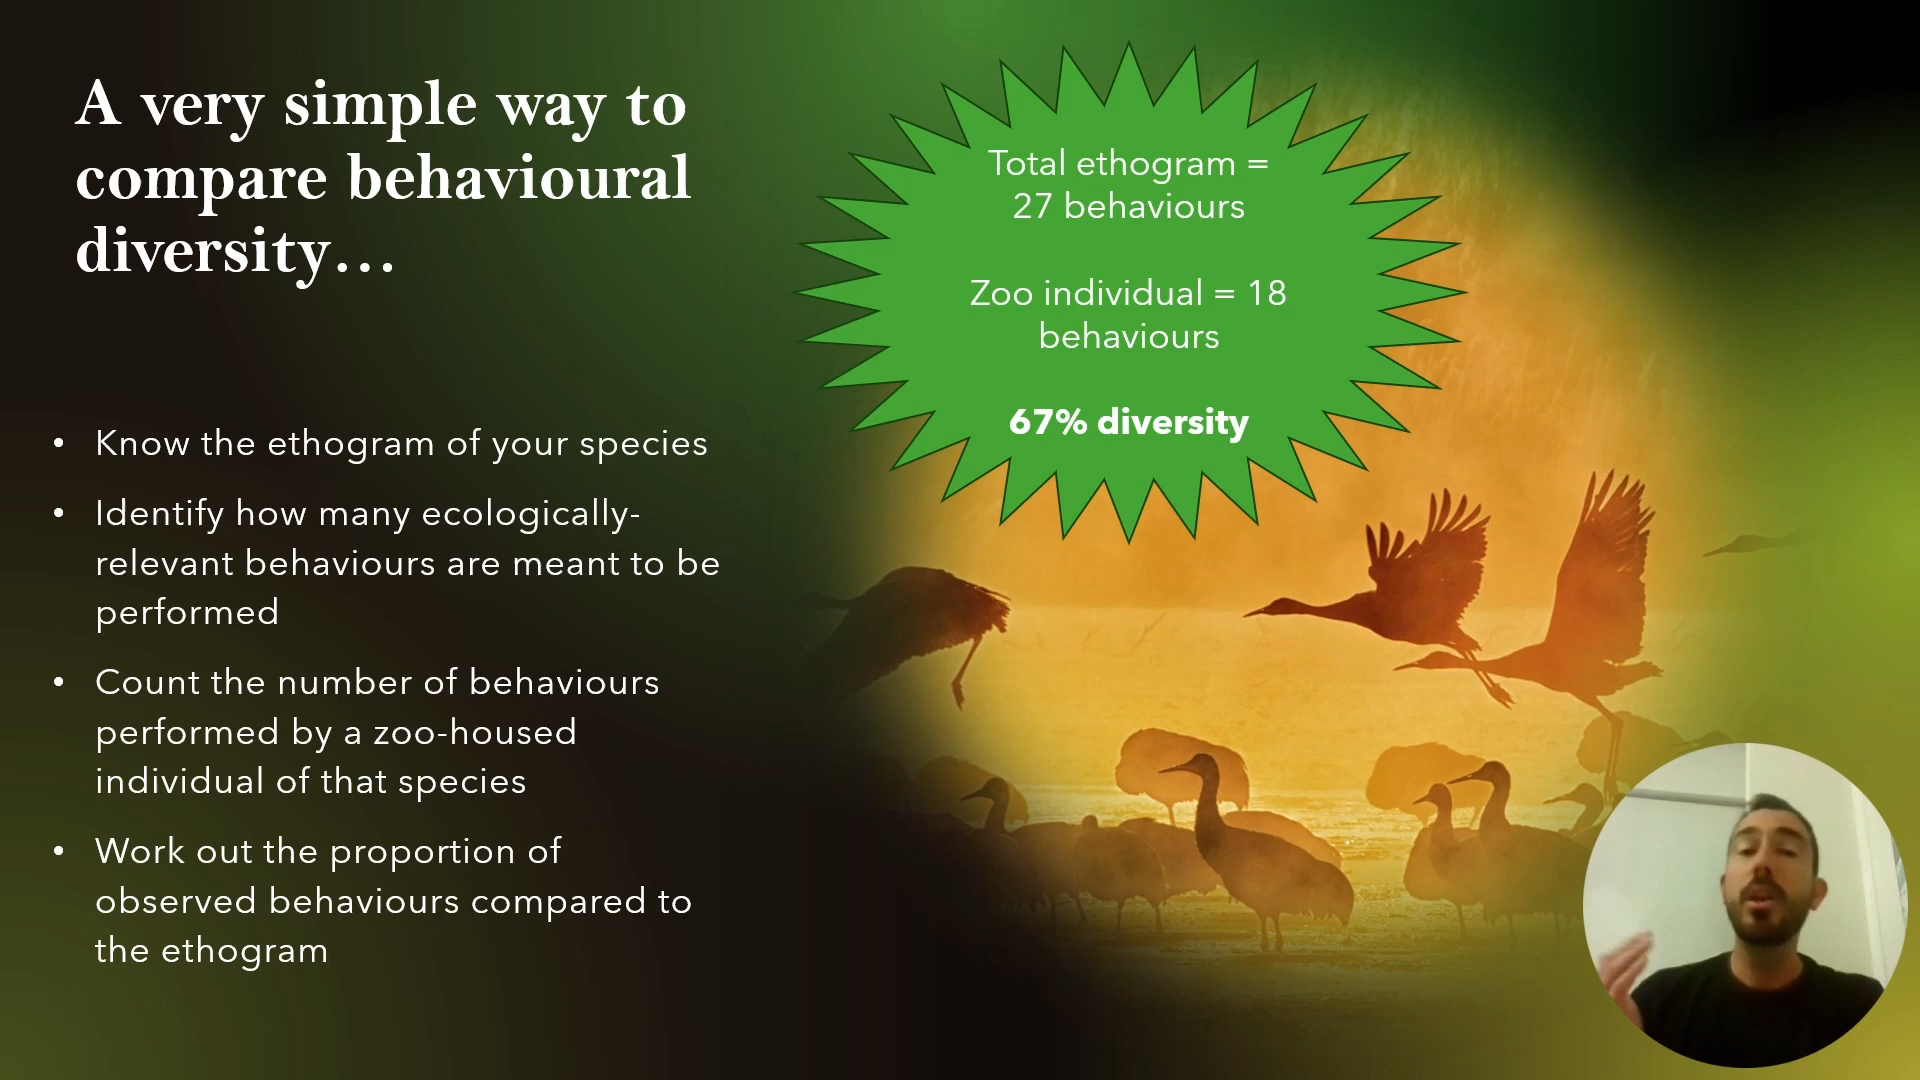 A very simple way to
compare behavioural
diversity...
• Know the ethogram of your species
• Identify how many ecologically-
relevant behaviours are meant to be
performed
• Count the number of behaviours
performed by a zoo-housed
individual of that species
• Work out the proportion of
observed behaviours compared to
the ethogram
Total ethogram =
27 behaviours
Zoo individual = 18
behaviours
67% diversity